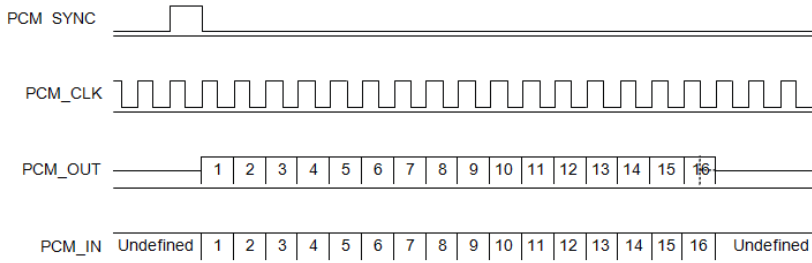 PCM SYNC
PCM_CLK
PCM_OUT 1 2 3 4 5 6 7 8 9 10 11 12 13 14 15 16
PCM_IN Undefined 1 2 3 4 5 6 7 8 9 10 11 12 13 14 15 16 Undefined